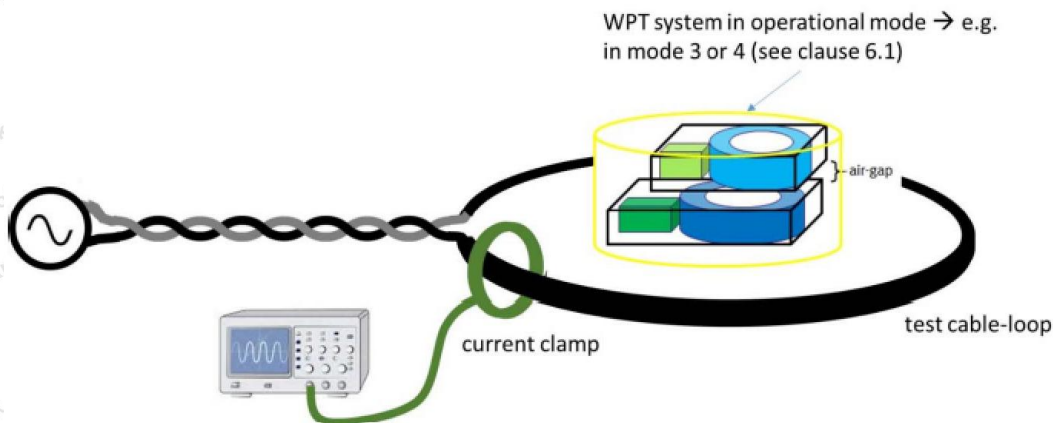 WPT system in operational mode → e.g.
in mode 3 or 4 (see clause 6.1)
air-gap
test cable-loop
current clamp